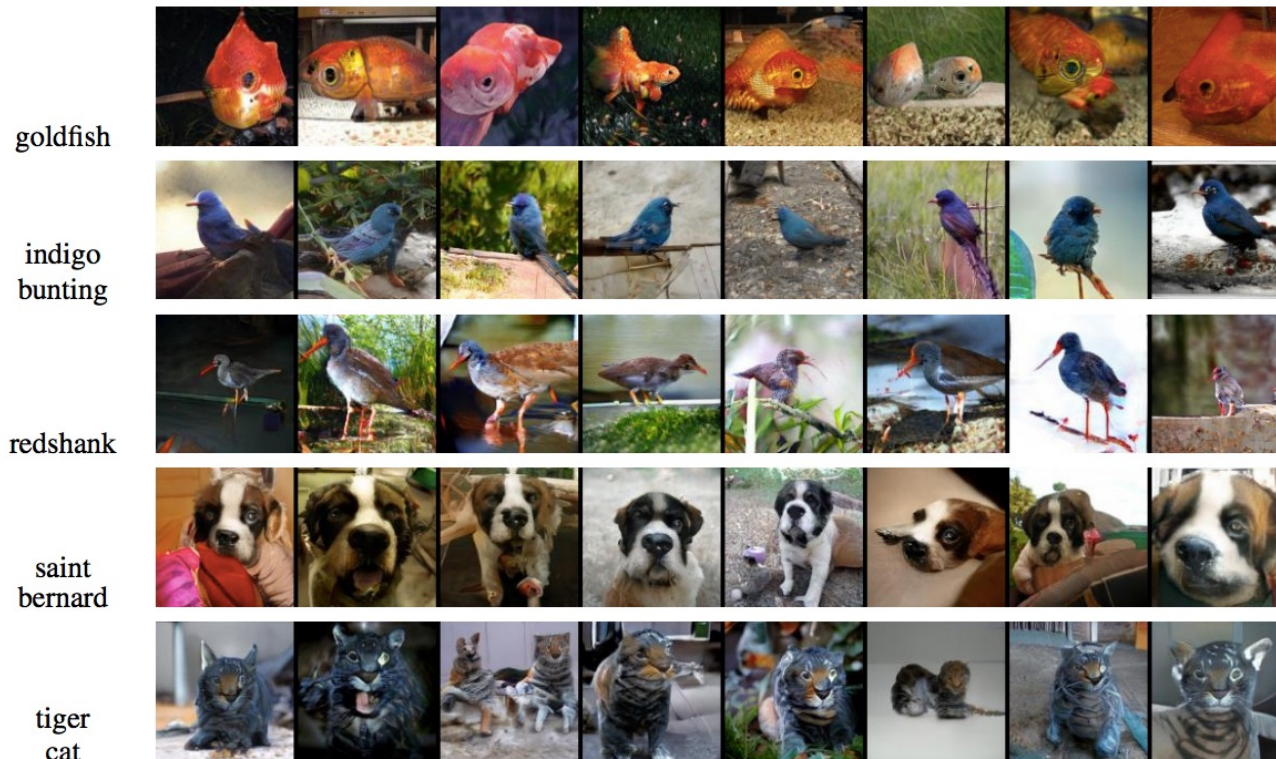 goldfish
indigo
bunting
redshank
saint
bernard
tiger
cat